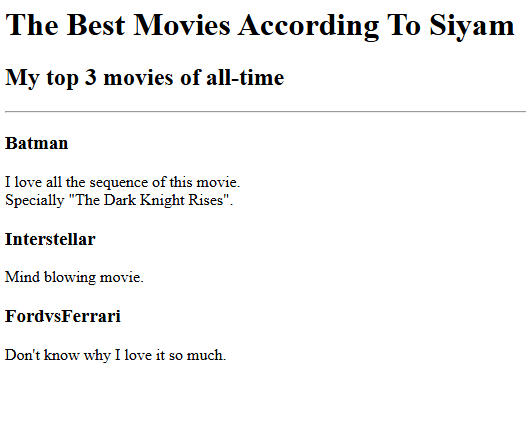 The Best Movies According To Siyam
My top 3 movies of all-time
Batman
I love all the sequence of this movie.
Specially "The Dark Knight Rises".
Interstellar
Mind blowing movie.
FordvsFerrari
Don't know why I love it so much.